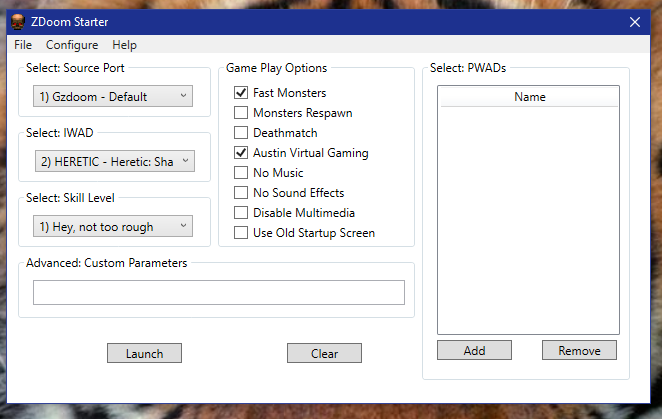 ZDoom Starter
File Configure Help
Select: Source Port
1) Gzdoom - Default
Select: IWAD
2) HERETIC - Heretic: Sha
Select: Skill Level
1) Hey, not too rough
Game Play Options
Fast Monsters
Monsters Respawn
Deathmatch
Austin Virtual Gaming
No Music
No Sound Effects
Disable Multimedia
Use Old Startup Screen
Select: PWADs
Name
Add Remove
Advanced: Custom Parameters
Launch Clear